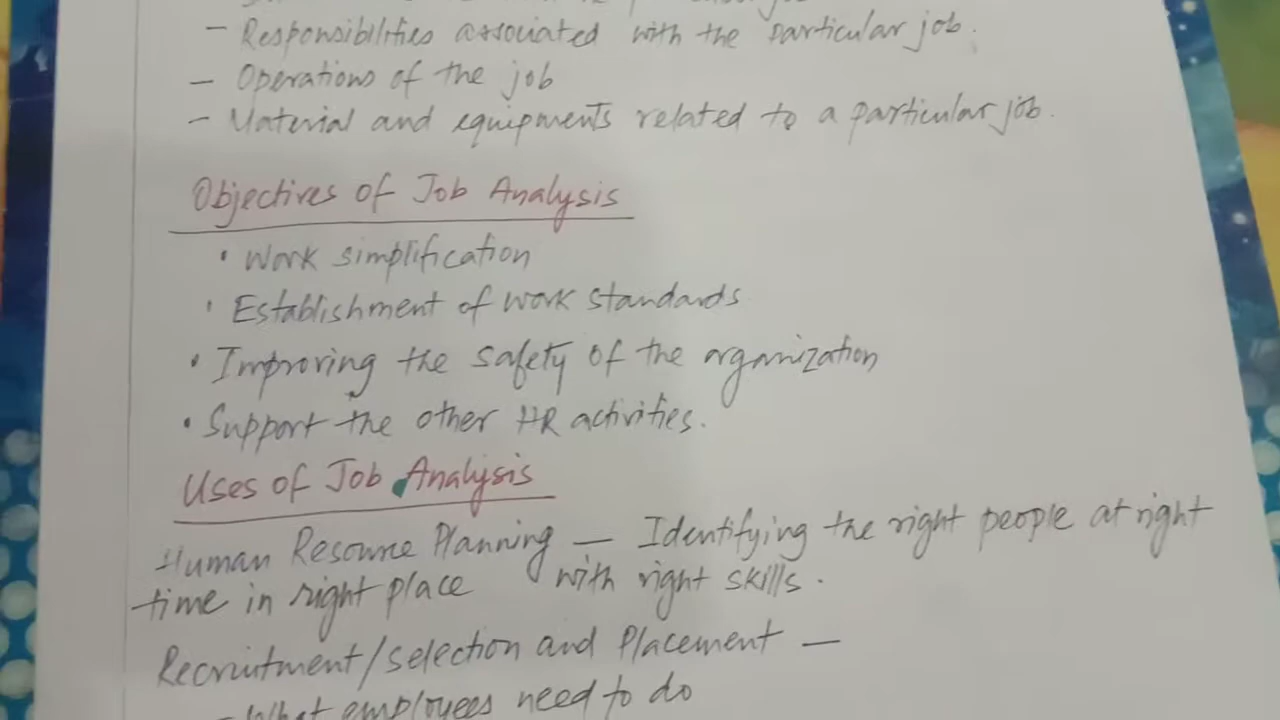 - Responsibilities associated with the particular job.
- Operations of the job
- Material and equipments related to a particular job.
Objectives of Job Analysis
• Work simplification
• Establishment of work standards
• Improving the safety of the organization
• Support the other HR activities.
Uses of Job Analysis
Human Resource Planning — Identifying the right people at right
time in right place with right skills.
Recruitment/selection and Placement —
- What employees need to do